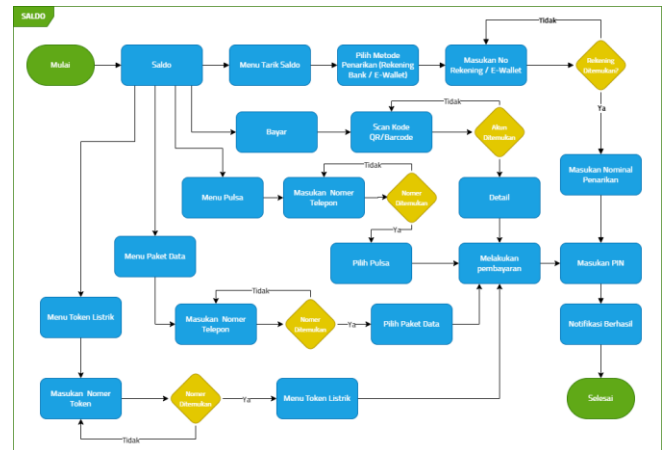 SALDO
Mulai
Saldo
Menu Tarik Saldo
Pilih Metode
Penarikan (Rekening
Bank / E-Wallet)
Masukan No
Rekening / E-Wallet
Tidak
Rekening
Ditemukan?
Ya
Bayar
Scan Kode
QR/Barcode
Tidak
Akun
Ditemukan
Menu Pulsa
Masukan Nomer
Telepon
Tidak
Nomer
Ditemukan
Ya
Detail
Masukan Nominal
Penarikan
Menu Paket Data
Pilih Pulsa
Melakukan
pembayaran
Masukan PIN
Menu Token Listrik
Masukan Nomer
Telepon
Tidak
Nomer
Ditemukan
Ya
Pilih Paket Data
Notifikasi Berhasil
Masukan Nomer
Token
Nomer
Ditemukan
Ya
Tidak
Menu Token Listrik
Selesai